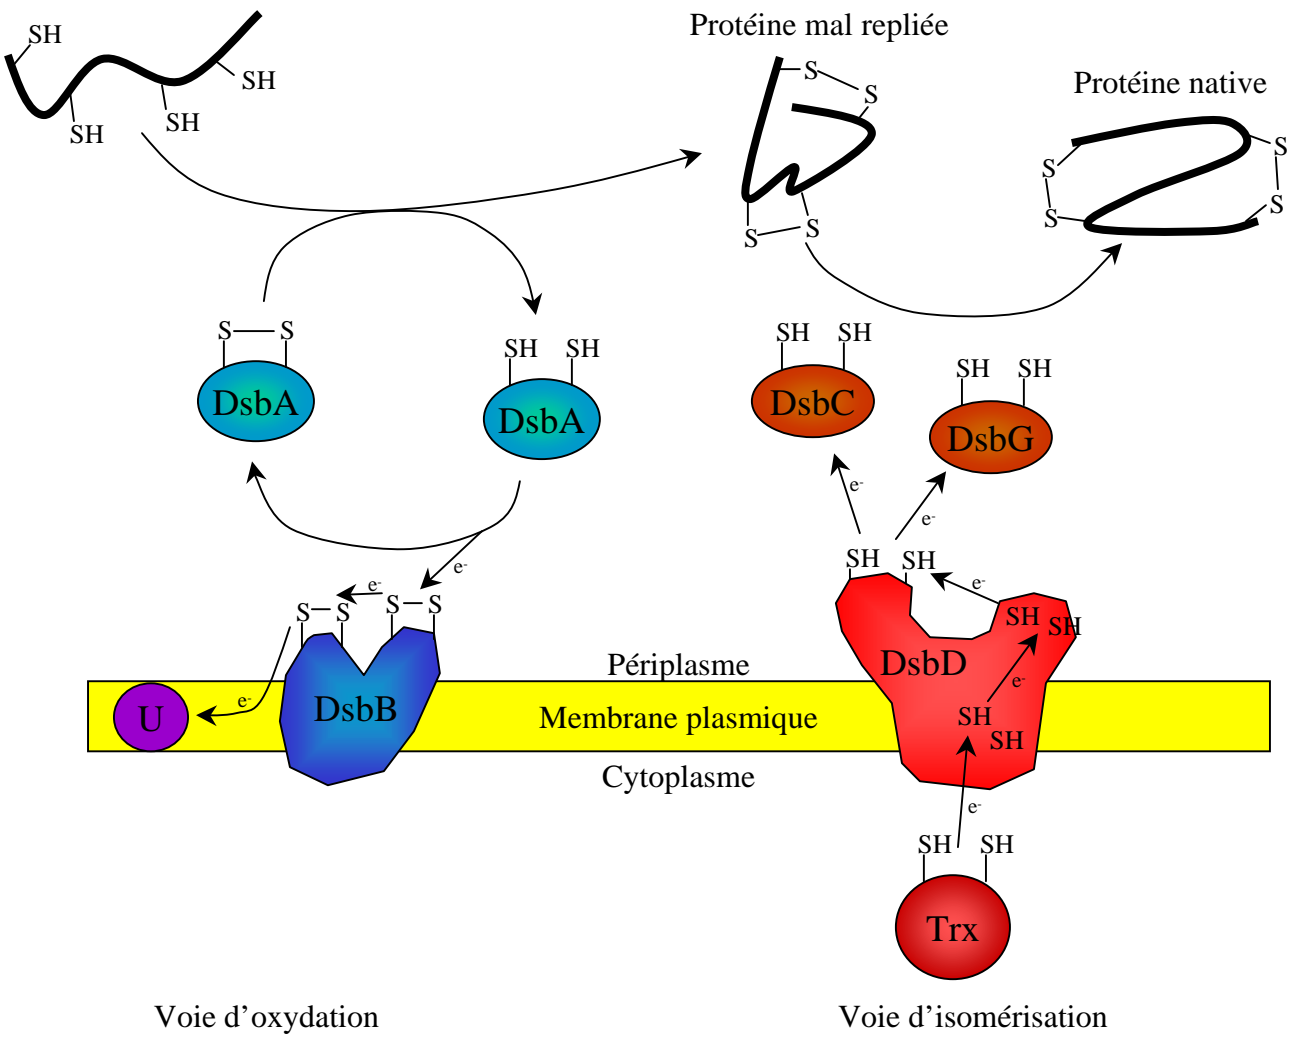 SH
SH
SH
SH
Protéine mal repliée
S
S
S
S
Protéine native
S
S
S
S
S
S
DsbA
SH
SH
DsbA
SH
SH
DsbC
SH
SH
DsbG
e-
e-
e-
e-
S
S
S
S
DsbB
e-
U
SH
SH
e-
SH
SH
DsbD
e-
SH
SH
Périplasme
Membrane plasmique
Cytoplasme
e-
SH
SH
Trx
Voie d’oxydation
Voie d’isomérisation